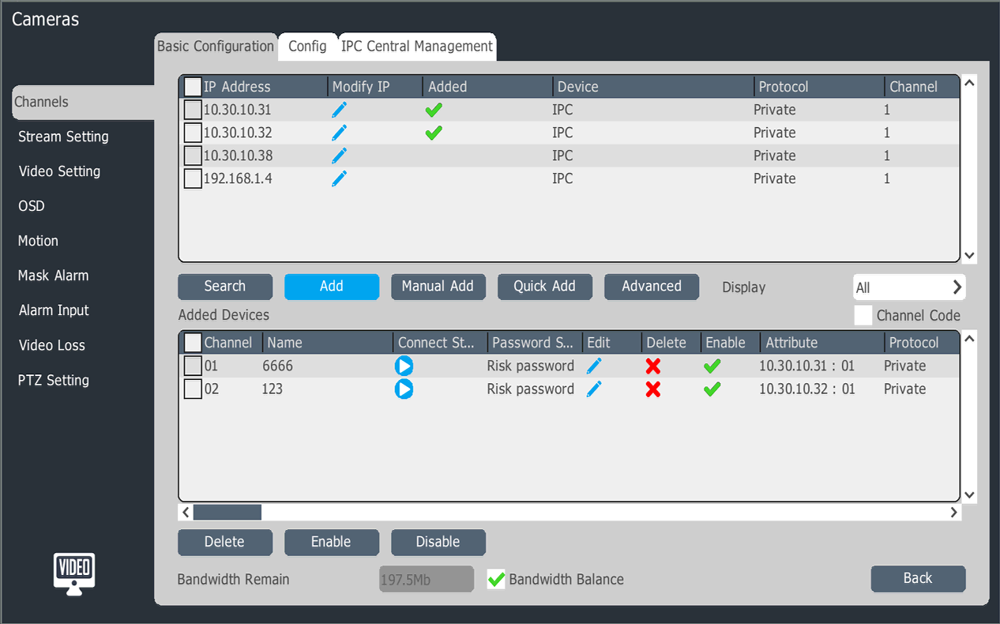 Cameras
Basic Configuration Config IPC Central Management
Channels
Stream Setting
Video Setting
OSD
Motion
Mask Alarm
Alarm Input
Video Loss
PTZ Setting
VIDEO
IP Address Modify IP Added Device Protocol Channel
10.30.10.31 IPC Private 1
10.30.10.32 IPC Private 1
10.30.10.38 IPC Private 1
192.168.1.4 IPC Private 1
Search Add Manual Add Quick Add Advanced Display All
Added Devices Channel Code
Channel Name Connect St... Password S... Edit Delete Enable Attribute Protocol
01 6666 Risk password 10.30.10.31 : 01 Private
02 123 Risk password 10.30.10.32 : 01 Private
Delete Enable Disable
Bandwidth Remain 197.5Mb Bandwidth Balance Back